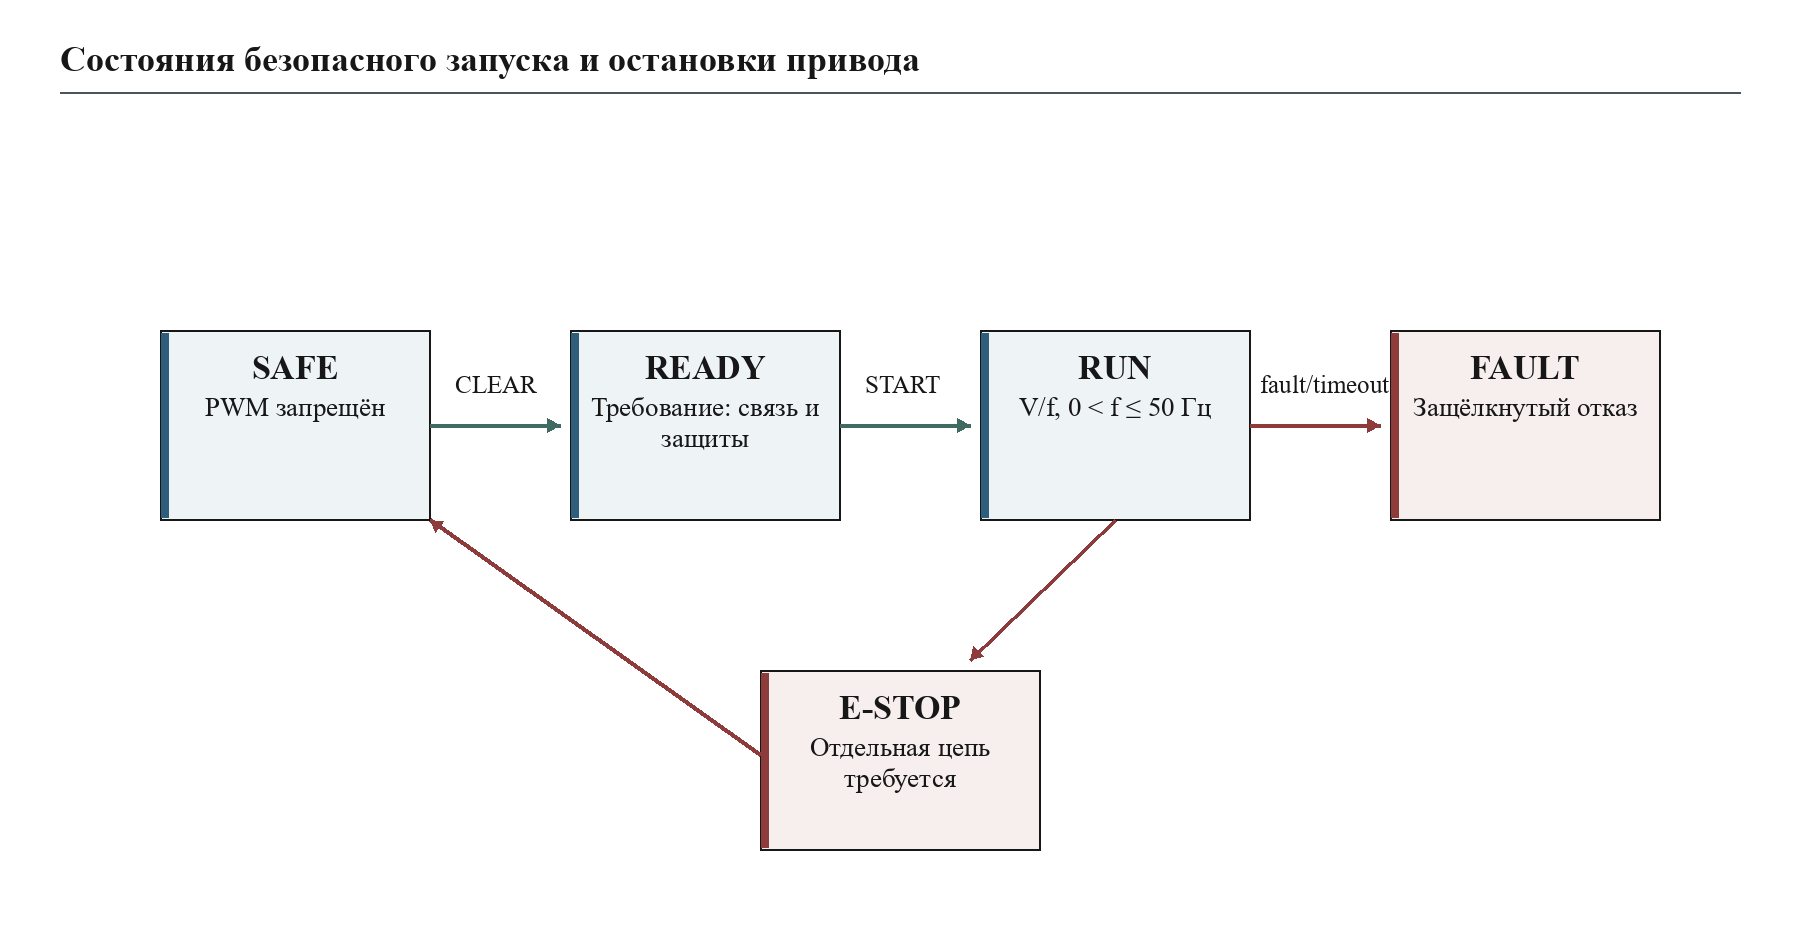 Состояния безопасного запуска и остановки привода
SAFE
PWM запрещён
CLEAR
READY
Требование: связь и
защиты
START
RUN
V/f, 0 < f ≤ 50 Гц
fault/timeout
FAULT
Защёлкнутый отказ
E-STOP
Отдельная цепь
требуется